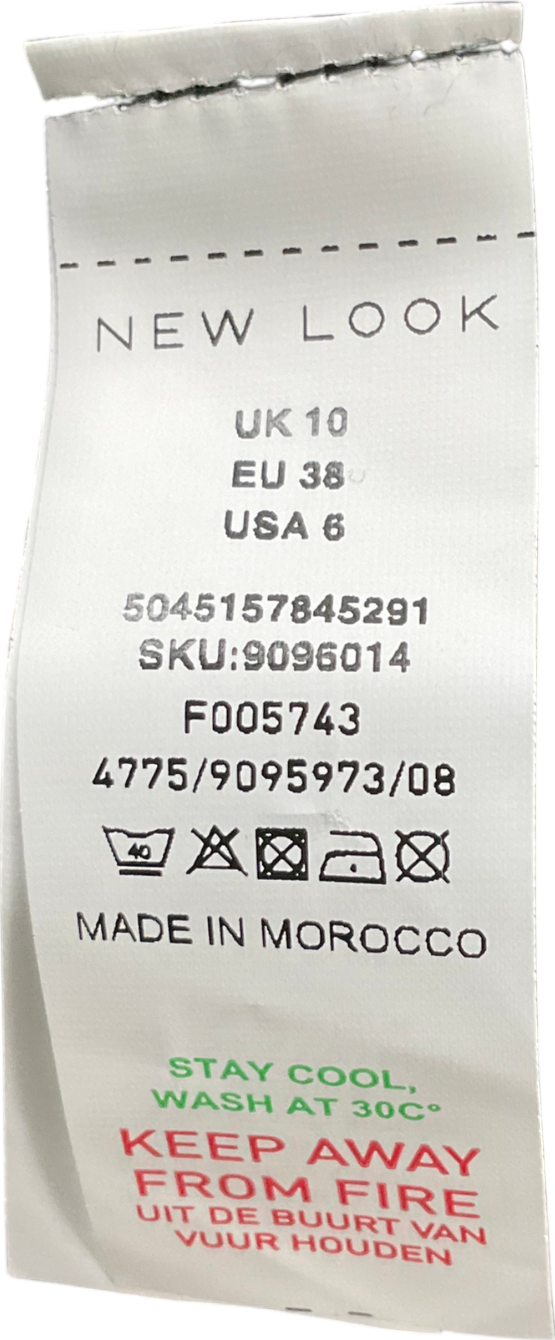 NEW LOOK
UK 10
EU 38
USA 6
5045157845291
SKU:9096014
F005743
4775/9095973/08
40
MADE IN MOROCCO
STAY COOL,
WASH AT 30C°
KEEP AWAY
FROM FIRE
UIT DE BUURT VAN
VUUR HOUDEN